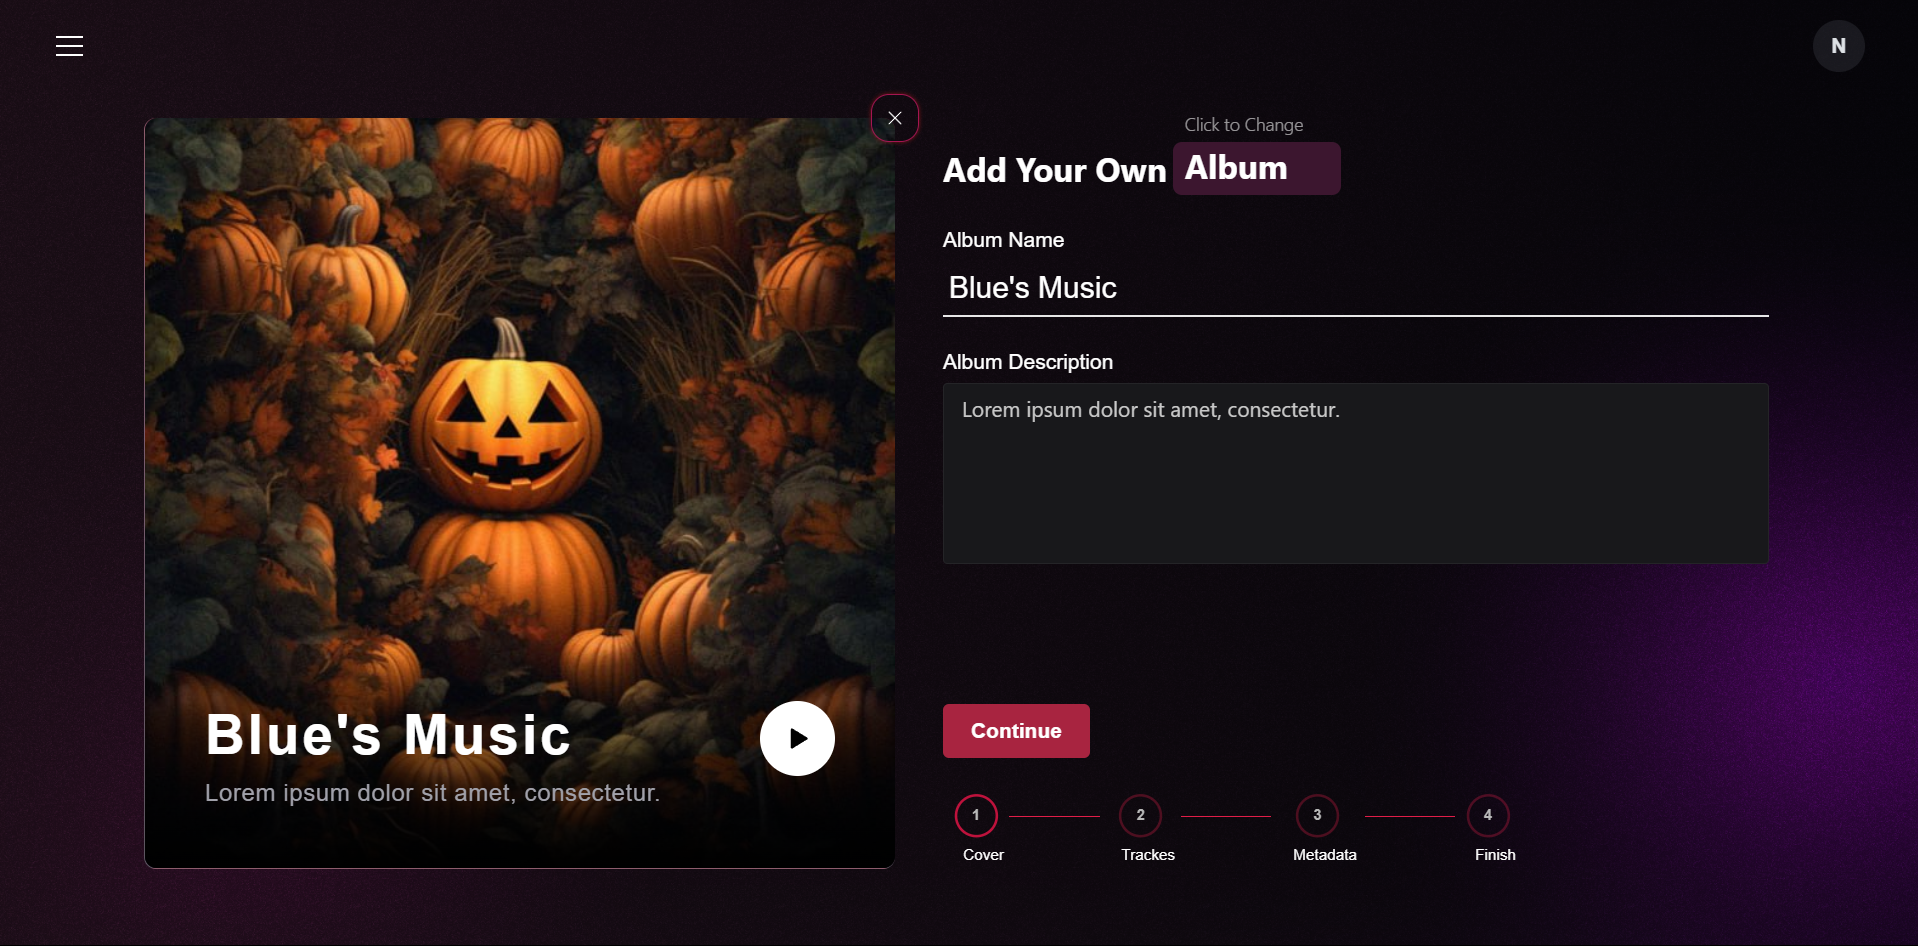 N
Click to Change
Add Your Own Album
Album Name
Blue's Music
Album Description
Lorem ipsum dolor sit amet, consectetur.
Blue's Music
Lorem ipsum dolor sit amet, consectetur.
Continue
1 2 3 4
Cover Trackes Metadata Finish